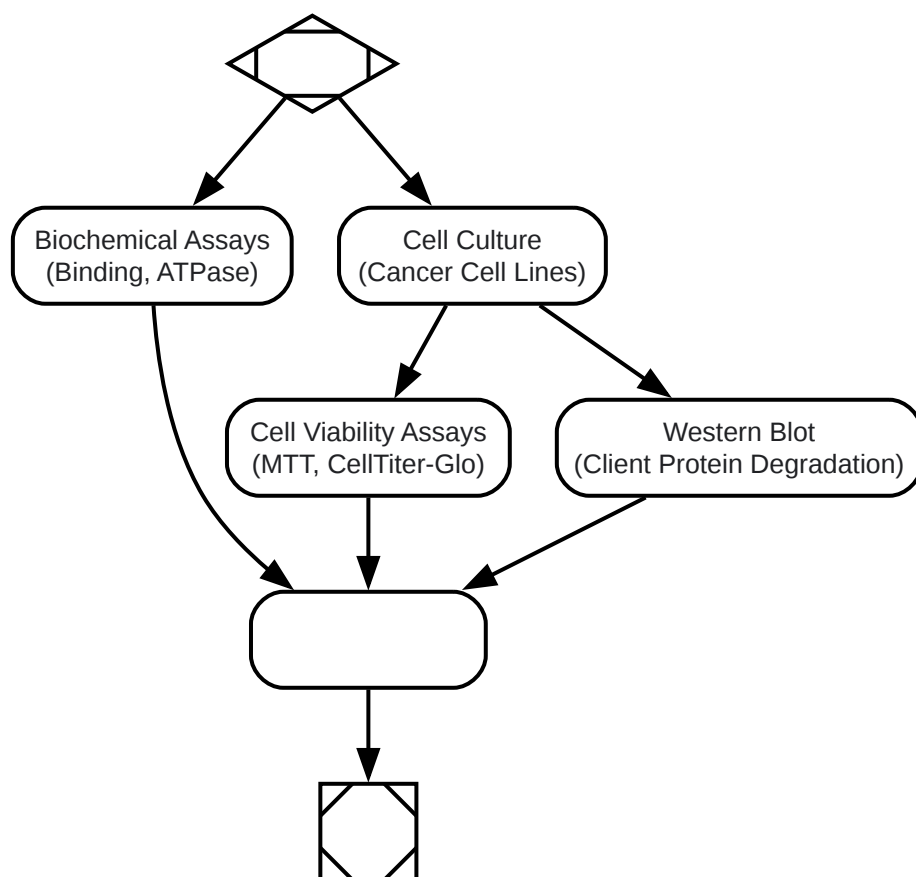 Biochemical Assays
(Binding, ATPase)
Cell Culture
(Cancer Cell Lines)
Cell Viability Assays
(MTT, CellTiter-Glo)
Western Blot
(Client Protein Degradation)